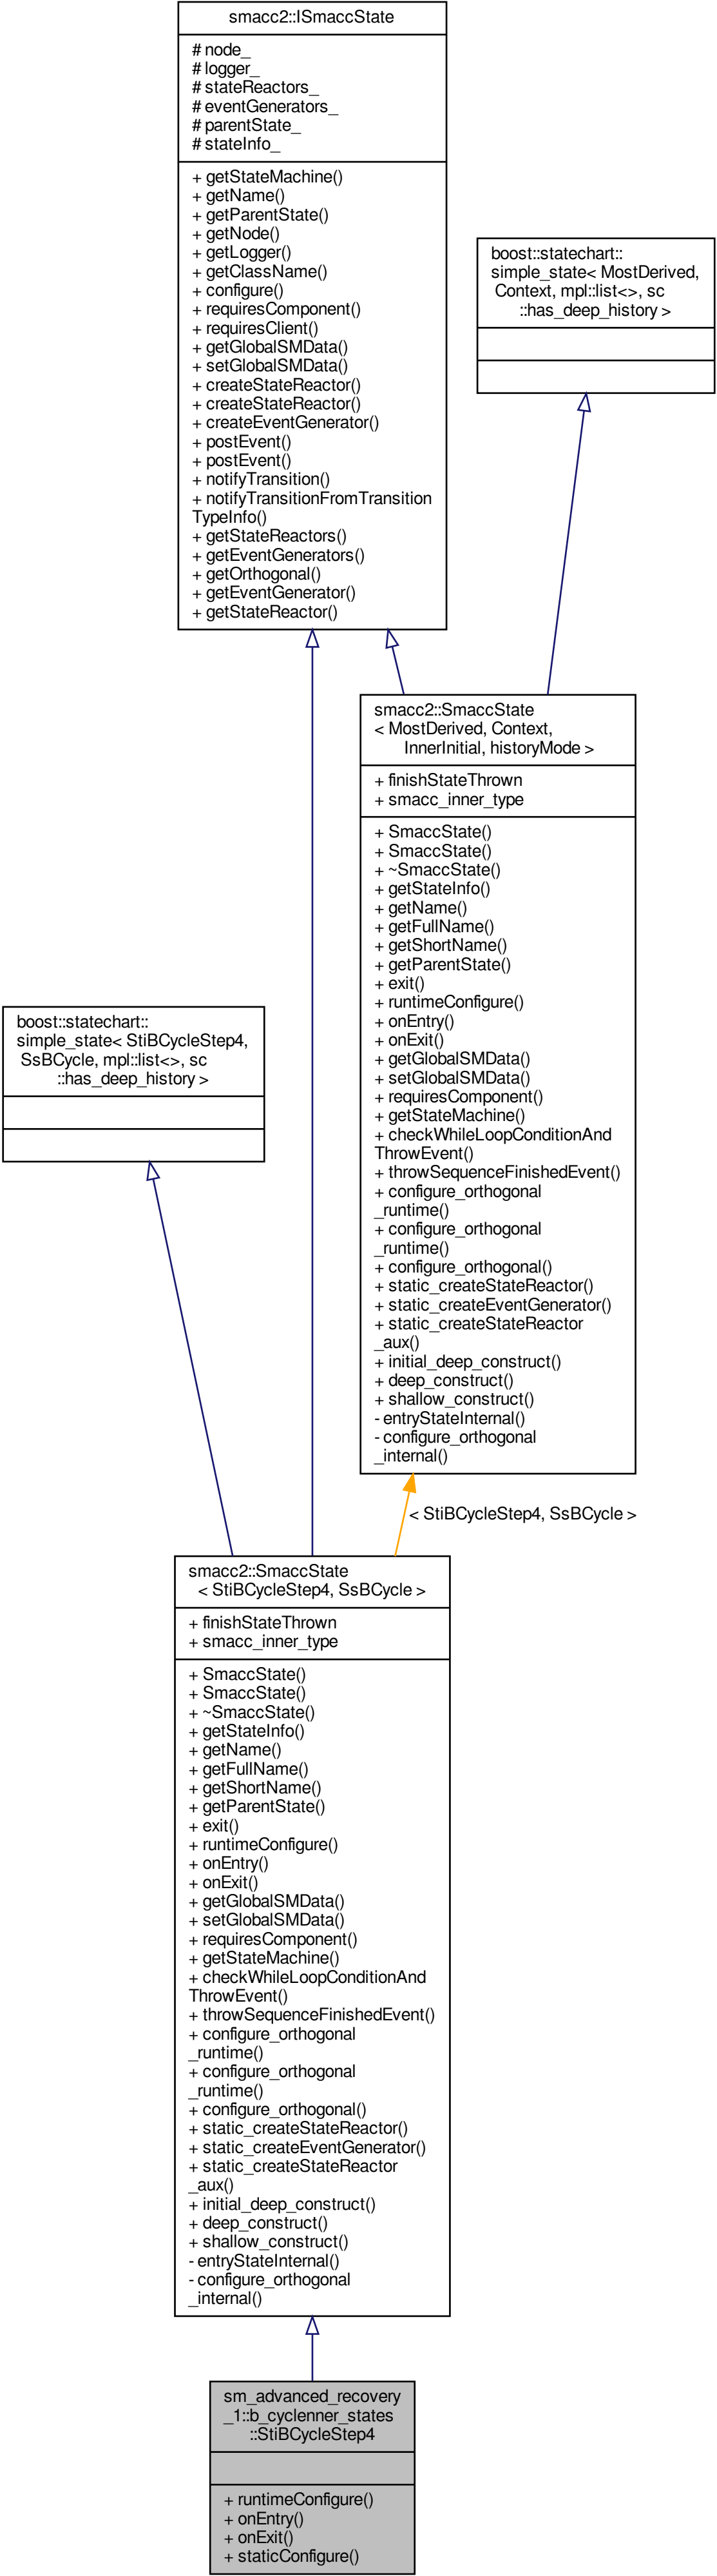 smacc2::ISmaccState
# node_
# logger_
# stateReactors_
# eventGenerators_
# parentState_
# stateInfo_
+ getStateMachine()
+ getName()
+ getParentState()
+ getNode()
+ getLogger()
+ getClassName()
+ configure()
+ requiresComponent()
+ requiresClient()
+ getGlobalSMData()
+ setGlobalSMData()
+ createStateReactor()
+ createStateReactor()
+ createEventGenerator()
+ postEvent()
+ postEvent()
+ notifyTransition()
+ notifyTransitionFromTransition
TypeInfo()
+ getStateReactors()
+ getEventGenerators()
+ getOrthogonal()
+ getEventGenerator()
+ getStateReactor()
boost::statechart::
simple_state< MostDerived,
Context, mpl::list<>, sc
::has_deep_history >
smacc2::SmaccState
< MostDerived, Context,
InnerInitial, historyMode >
+ finishStateThrown
+ smacc_inner_type
+ SmaccState()
+ SmaccState()
+ ~SmaccState()
+ getStateInfo()
+ getName()
+ getFullName()
+ getShortName()
+ getParentState()
+ exit()
+ runtimeConfigure()
+ onEntry()
+ onExit()
+ getGlobalSMData()
+ setGlobalSMData()
+ requiresComponent()
+ getStateMachine()
+ checkWhileLoopConditionAnd
ThrowEvent()
+ throwSequenceFinishedEvent()
+ configure_orthogonal
_runtime()
+ configure_orthogonal
_runtime()
+ configure_orthogonal()
+ static_createStateReactor()
+ static_createEventGenerator()
+ static_createStateReactor
_aux()
+ initial_deep_construct()
+ deep_construct()
+ shallow_construct()
- entryStateInternal()
- configure_orthogonal
_internal()
boost::statechart::
simple_state< StiBCycleStep4,
SsBCycle, mpl::list<>, sc
::has_deep_history >
< StiBCycleStep4, SsBCycle >
smacc2::SmaccState
< StiBCycleStep4, SsBCycle >
+ finishStateThrown
+ smacc_inner_type
+ SmaccState()
+ SmaccState()
+ ~SmaccState()
+ getStateInfo()
+ getName()
+ getFullName()
+ getShortName()
+ getParentState()
+ exit()
+ runtimeConfigure()
+ onEntry()
+ onExit()
+ getGlobalSMData()
+ setGlobalSMData()
+ requiresComponent()
+ getStateMachine()
+ checkWhileLoopConditionAnd
ThrowEvent()
+ throwSequenceFinishedEvent()
+ configure_orthogonal
_runtime()
+ configure_orthogonal
_runtime()
+ configure_orthogonal()
+ static_createStateReactor()
+ static_createEventGenerator()
+ static_createStateReactor
_aux()
+ initial_deep_construct()
+ deep_construct()
+ shallow_construct()
- entryStateInternal()
- configure_orthogonal
_internal()
sm_advanced_recovery
_1::b_cyclenner_states
::StiBCycleStep4
+ runtimeConfigure()
+ onEntry()
+ onExit()
+ staticConfigure()